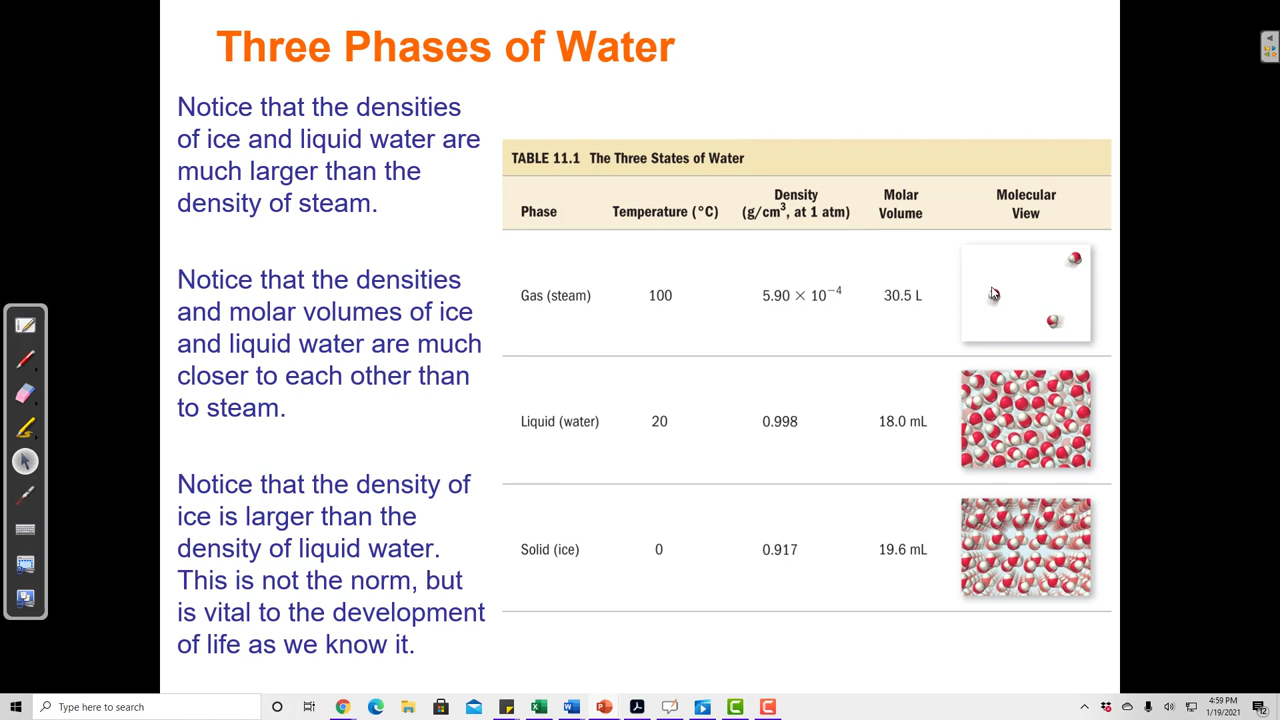 Three Phases of Water
Notice that the densities
of ice and liquid water are
much larger than the
density of steam.
Notice that the densities
and molar volumes of ice
and liquid water are much
closer to each other than
to steam.
Notice that the density of
ice is larger than the
density of liquid water.
This is not the norm, but
is vital to the development
of life as we know it.
TABLE 11.1 The Three States of Water
Phase Temperature (°C) Density (g/cm³, at 1 atm) Molar Volume Molecular View
Gas (steam) 100 5.90 × 10⁻⁴ 30.5 L
Liquid (water) 20 0.998 18.0 mL
Solid (ice) 0 0.917 19.6 mL
Type here to search
4:59 PM
1/19/2021